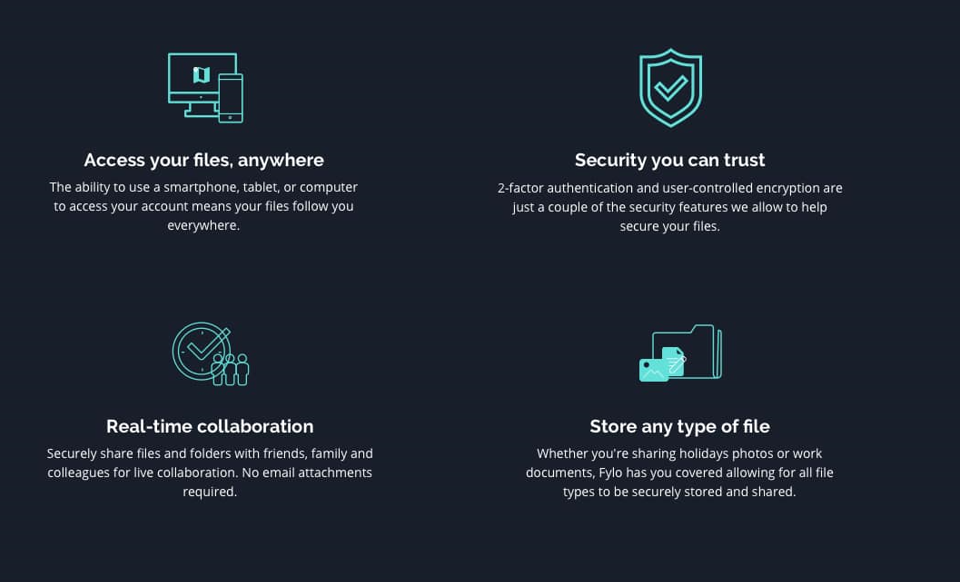 Access your files, anywhere
The ability to use a smartphone, tablet, or computer
to access your account means your files follow you
everywhere.
Security you can trust
2-factor authentication and user-controlled encryption are
just a couple of the security features we allow to help
secure your files.
Real-time collaboration
Securely share files and folders with friends, family and
colleagues for live collaboration. No email attachments
required.
Store any type of file
Whether you're sharing holidays photos or work
documents, Fylo has you covered allowing for all file
types to be securely stored and shared.